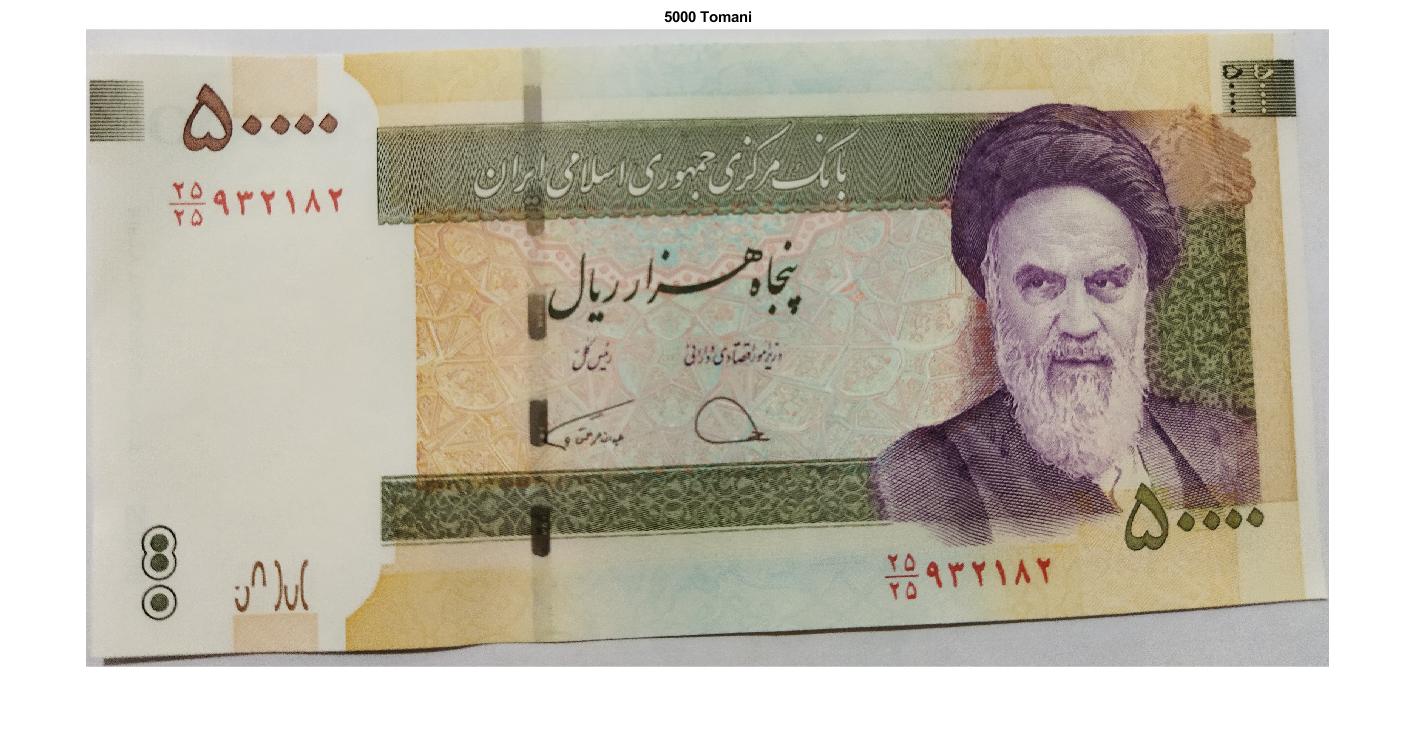 5000 Tomani
۵۰۰۰۰
۲۵/۲۵ ۹۳۲۱۸۲
بانک مرکزی جمهوری اسلامی ایران
پنجاه هزار ریال
وزیر امور اقتصادی و دارائی
رئیس کل
۵۰۰۰۰
۲۵/۲۵ ۹۳۲۱۸۲